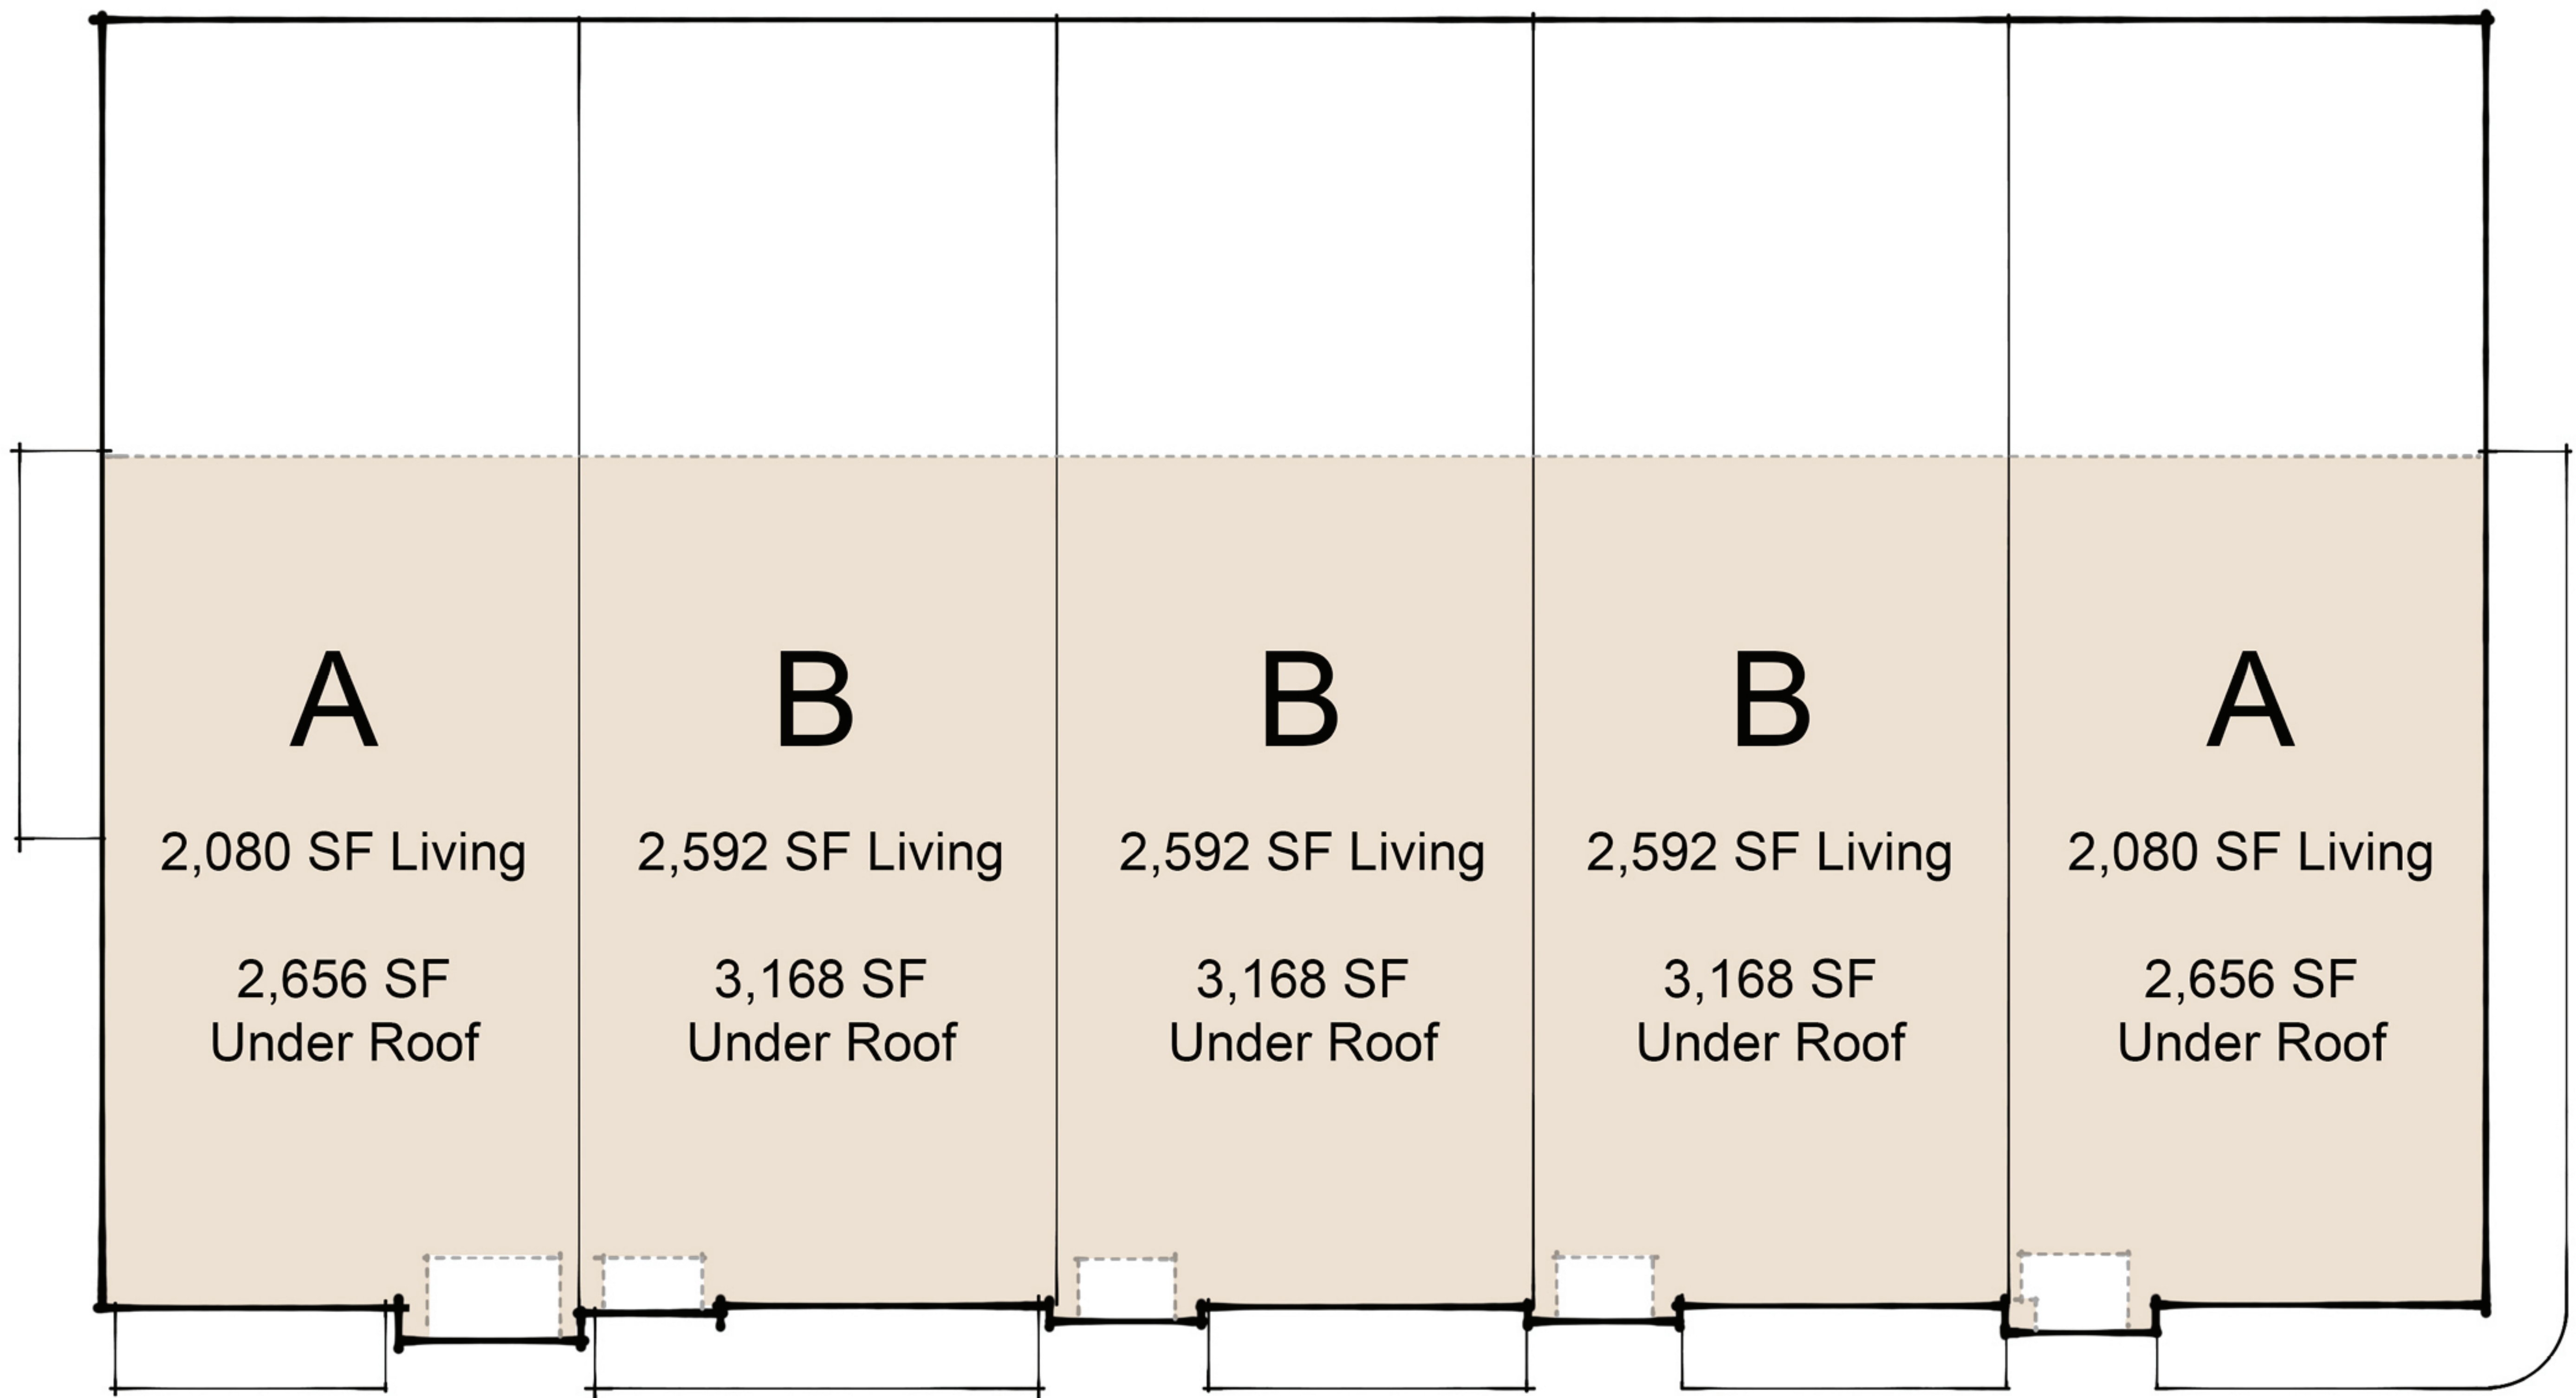 A
2,080 SF Living
2,656 SF
Under Roof
B
2,592 SF Living
3,168 SF
Under Roof
B
2,592 SF Living
3,168 SF
Under Roof
B
2,592 SF Living
3,168 SF
Under Roof
A
2,080 SF Living
2,656 SF
Under Roof